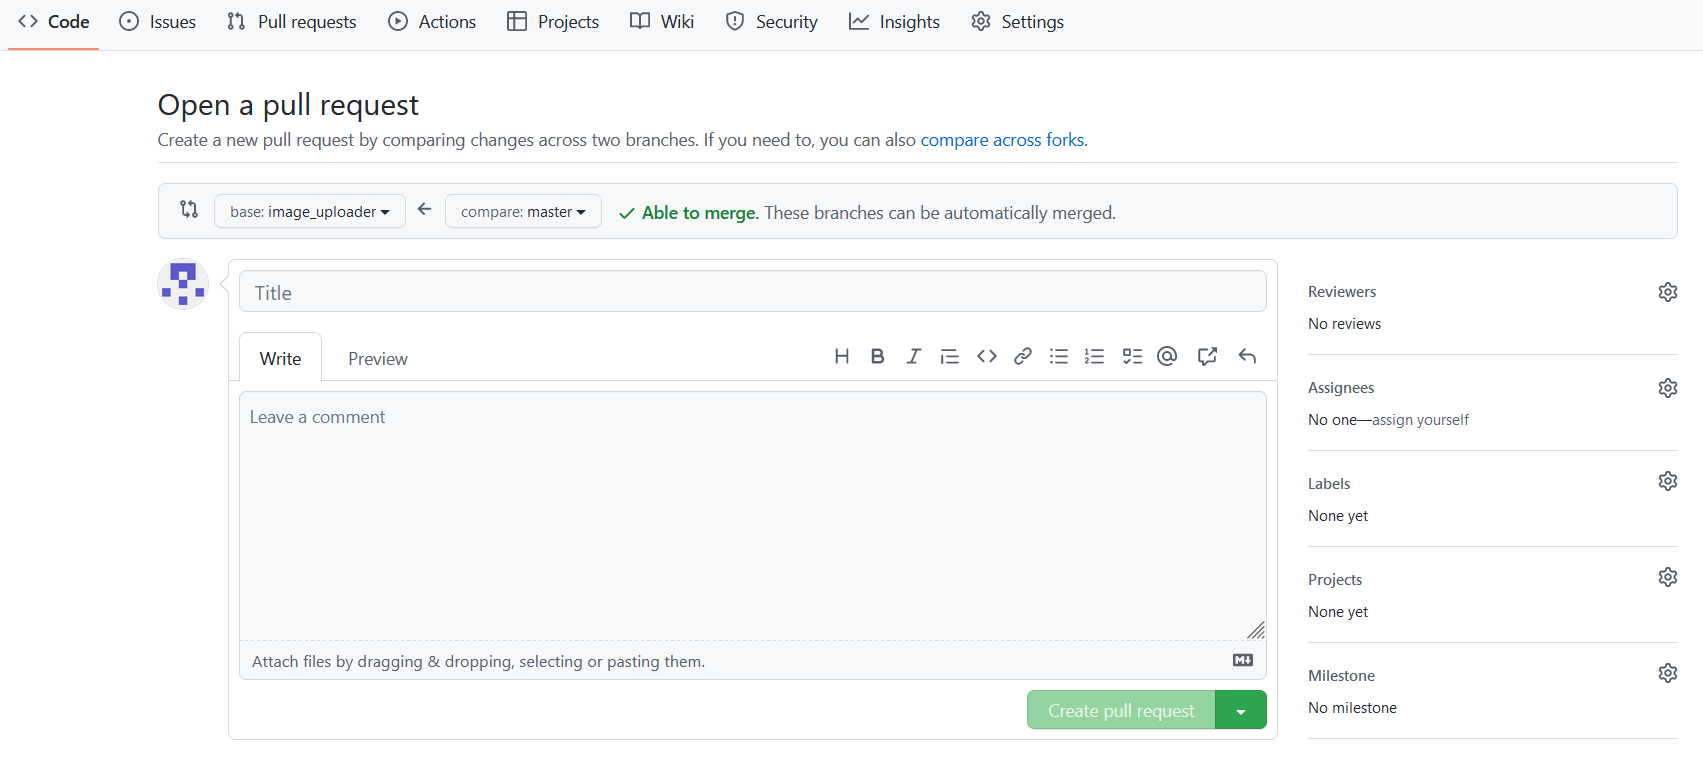 Code Issues Pull requests Actions Projects Wiki Security Insights Settings
Open a pull request
Create a new pull request by comparing changes across two branches. If you need to, you can also compare across forks.
base: image_uploader compare: master Able to merge. These branches can be automatically merged.
Title
Write Preview
Leave a comment
Attach files by dragging & dropping, selecting or pasting them.
Create pull request
Reviewers
No reviews
Assignees
No one—assign yourself
Labels
None yet
Projects
None yet
Milestone
No milestone